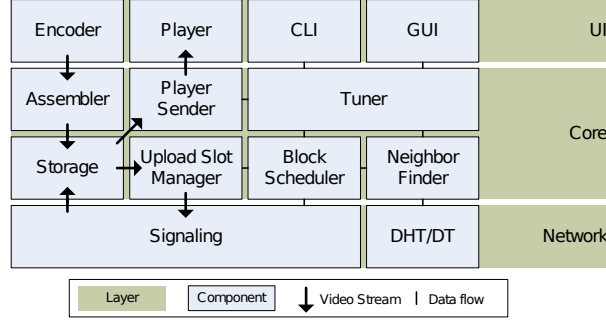 Encoder
Player
CLI
GUI
UI
Assembler
Player
Sender
Tuner
Core
Storage
Upload Slot
Manager
Block
Scheduler
Neighbor
Finder
Signaling
DHT/DT
Network
Layer
Component
Video Stream
Data flow